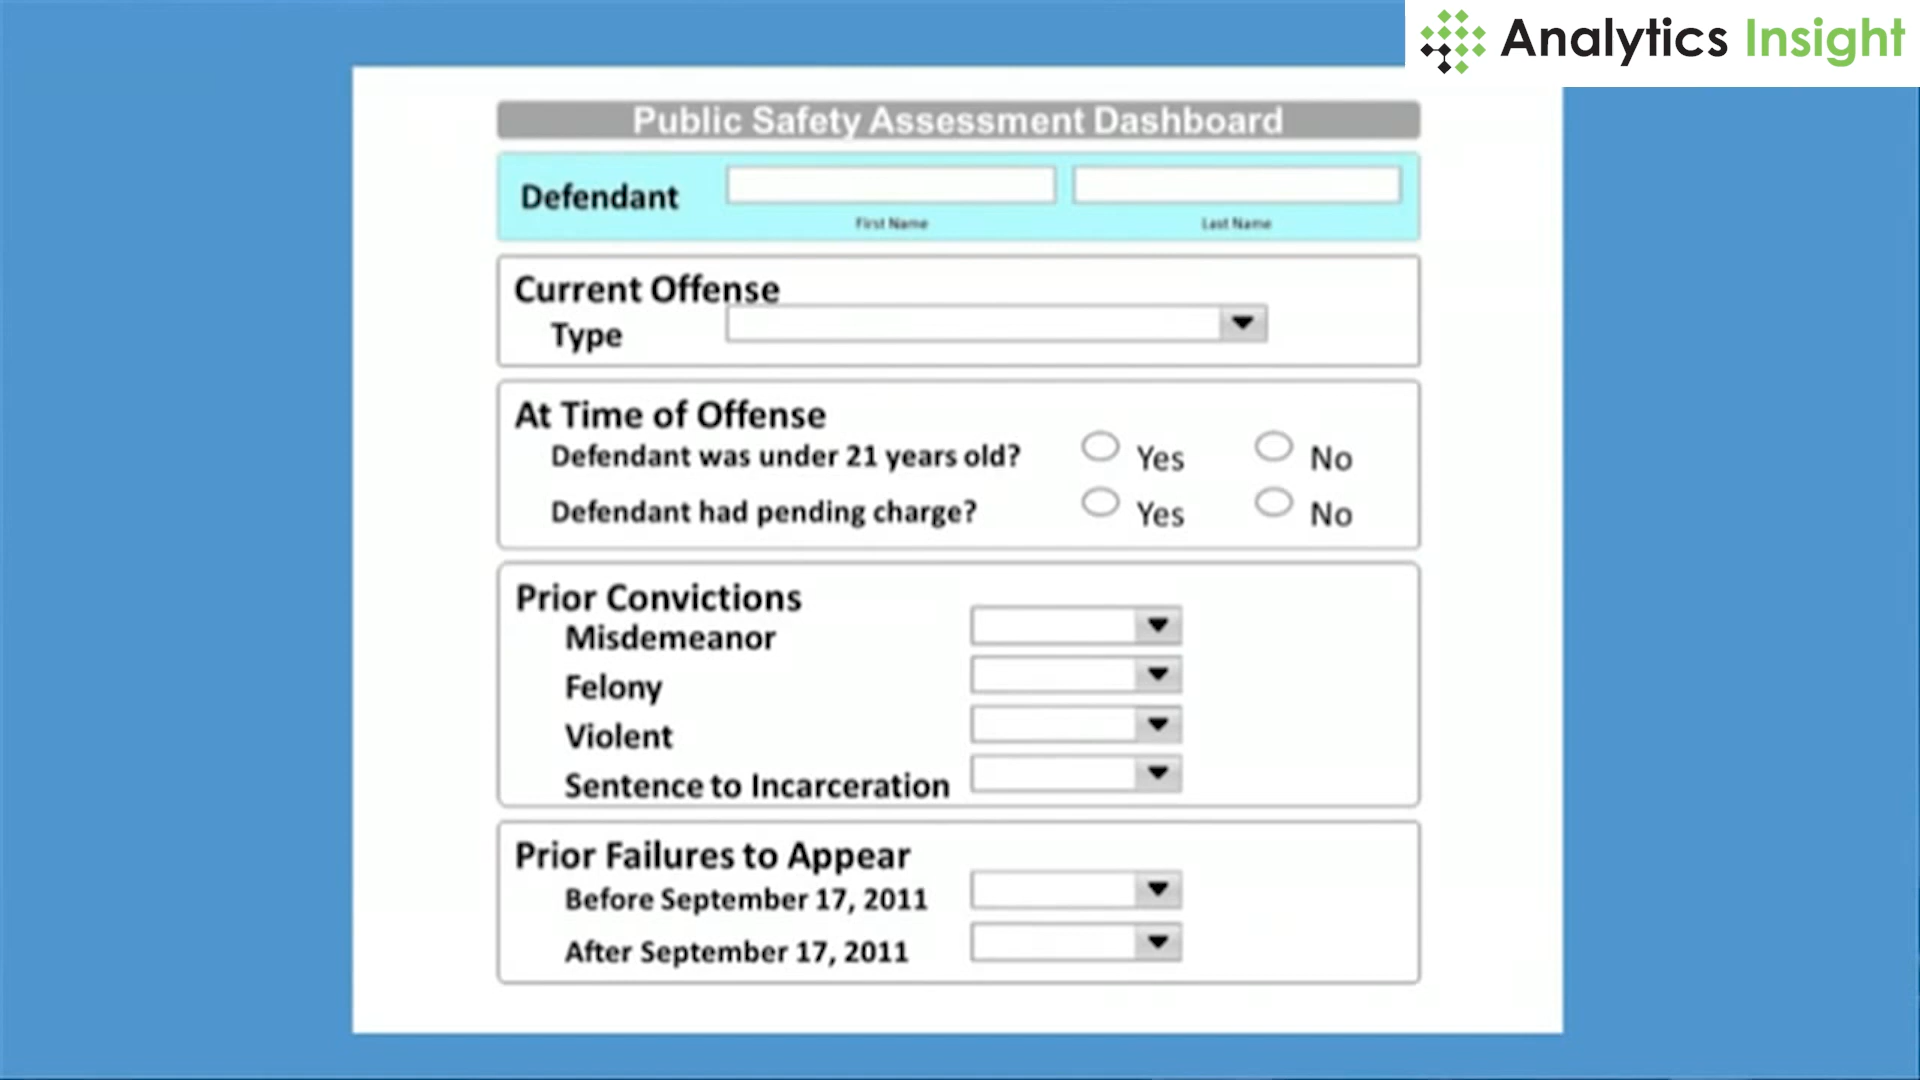 Analytics Insight
Public Safety Assessment Dashboard
Defendant
First Name Last Name
Current Offense
Type
At Time of Offense
Defendant was under 21 years old? Yes No
Defendant had pending charge? Yes No
Prior Convictions
Misdemeanor
Felony
Violent
Sentence to Incarceration
Prior Failures to Appear
Before September 17, 2011
After September 17, 2011